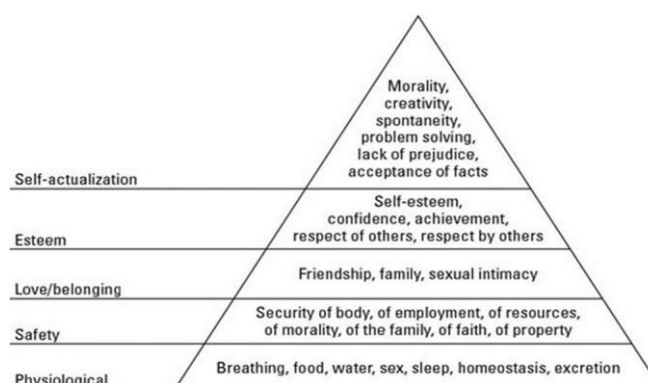 Morality,
creativity,
spontaneity,
problem solving,
lack of prejudice,
acceptance of facts
Self-actualization
Self-esteem,
confidence, achievement,
respect of others, respect by others
Esteem
Friendship, family, sexual intimacy
Love/belonging
Security of body, of employment, of resources,
of morality, of the family, of faith, of property
Safety
Breathing, food, water, sex, sleep, homeostasis, excretion
Physiological